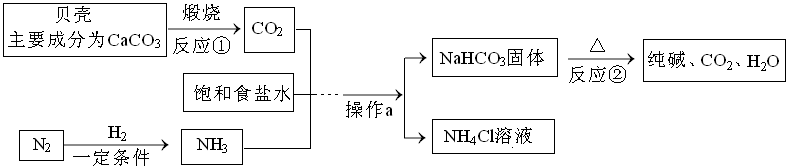 贝壳
主要成分为CaCO3
煅烧
反应①
CO2
饱和食盐水
N2
H2
一定条件
NH3
操作a
NaHCO3固体
△
反应②
纯碱、CO2、H2O
NH4Cl溶液